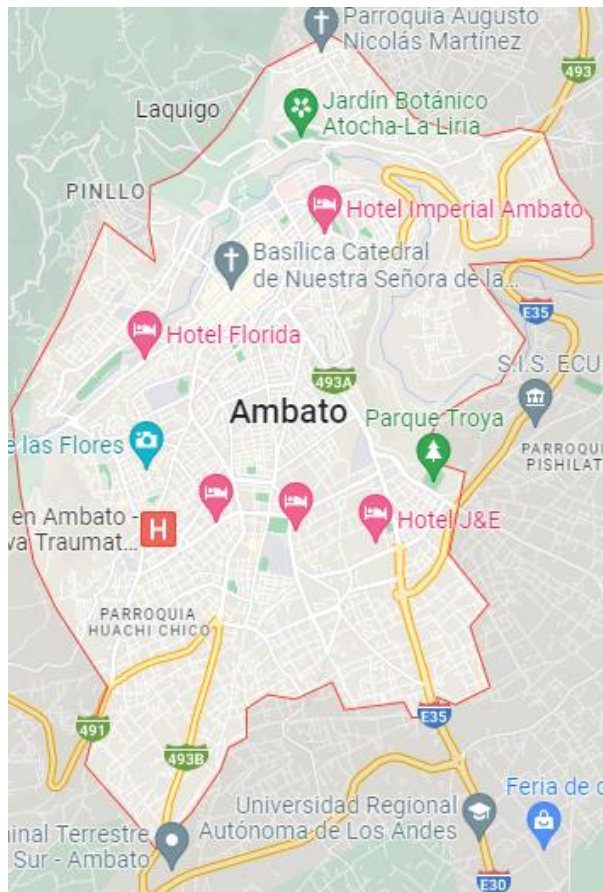 Parroquia Augusto
Nicolás Martínez
493
Laquigo
Jardín Botánico
Atocha-La Liria
PINLLO
Hotel Imperial Ambato
Basílica Catedral
de Nuestra Señora de la...
E35
Hotel Florida
493A
S.I.S. ECU
Ambato
Parque Troya
e las Flores
PARROQU
PISHILAT
en Ambato -
va Traumat...
H
Hotel J&E
PARROQUIA
HUACHI CHICO
E35
491
493B
Feria de c
Universidad Regional
Autónoma de Los Andes
inal Terrestre
Sur - Ambato
E30